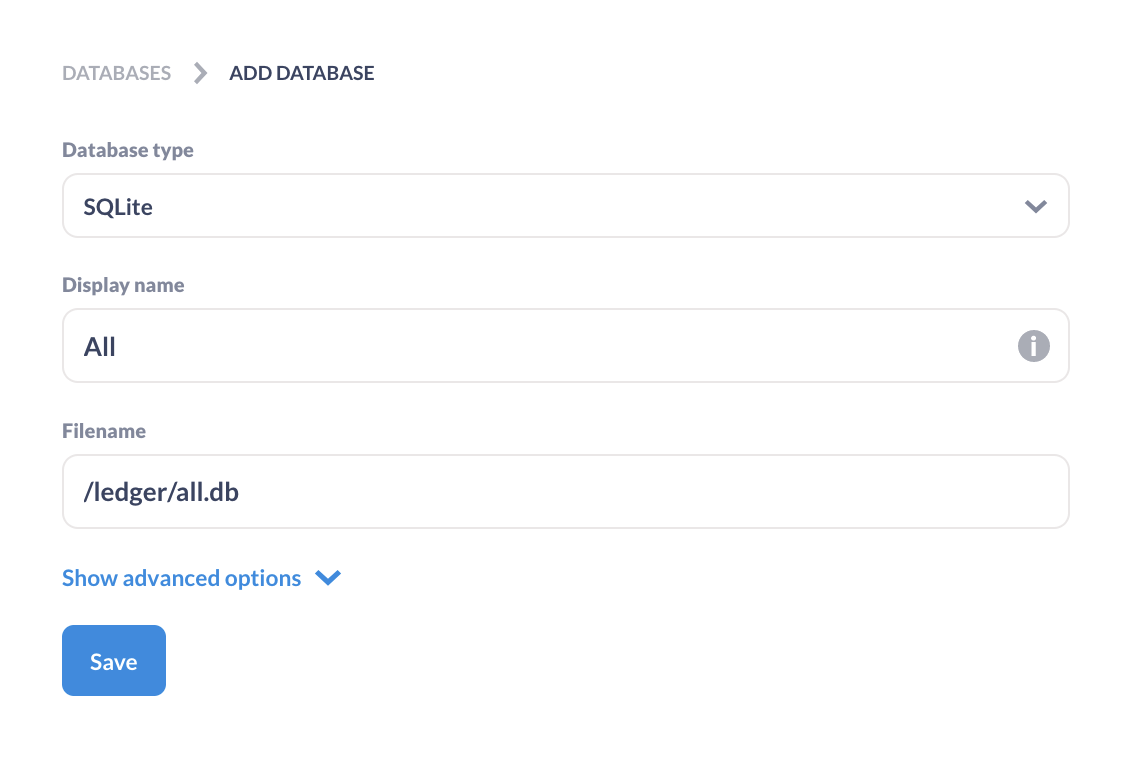 DATABASES ADD DATABASE
Database type
SQLite
Display name
All
Filename
/ledger/all.db
Show advanced options
Save